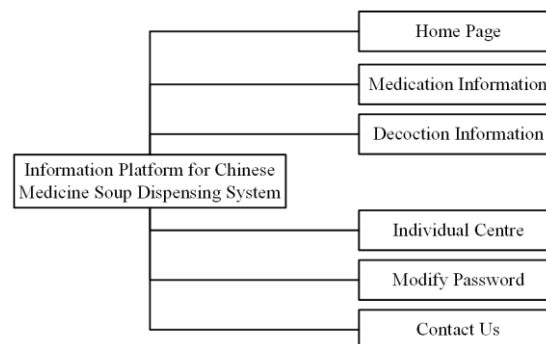 Home Page
Medication Information
Decoction Information
Information Platform for Chinese
Medicine Soup Dispensing System
Individual Centre
Modify Password
Contact Us